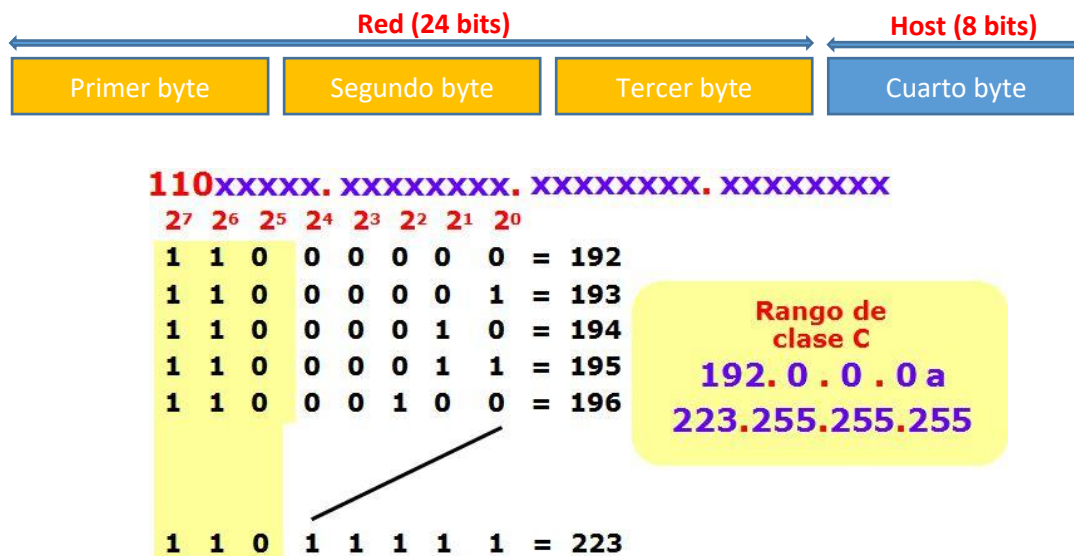 Red (24 bits) Host (8 bits)
Primer byte Segundo byte Tercer byte Cuarto byte
110xxxxx. xxxxxxxx. xxxxxxxx. xxxxxxxx
2⁷ 2⁶ 2⁵ 2⁴ 2³ 2² 2¹ 2⁰
1 1 0 0 0 0 0 0 = 192
1 1 0 0 0 0 0 1 = 193
1 1 0 0 0 0 1 0 = 194
1 1 0 0 0 0 1 1 = 195
1 1 0 0 0 1 0 0 = 196
1 1 0 1 1 1 1 1 = 223
Rango de
clase C
192. 0 . 0 . 0 a
223.255.255.255